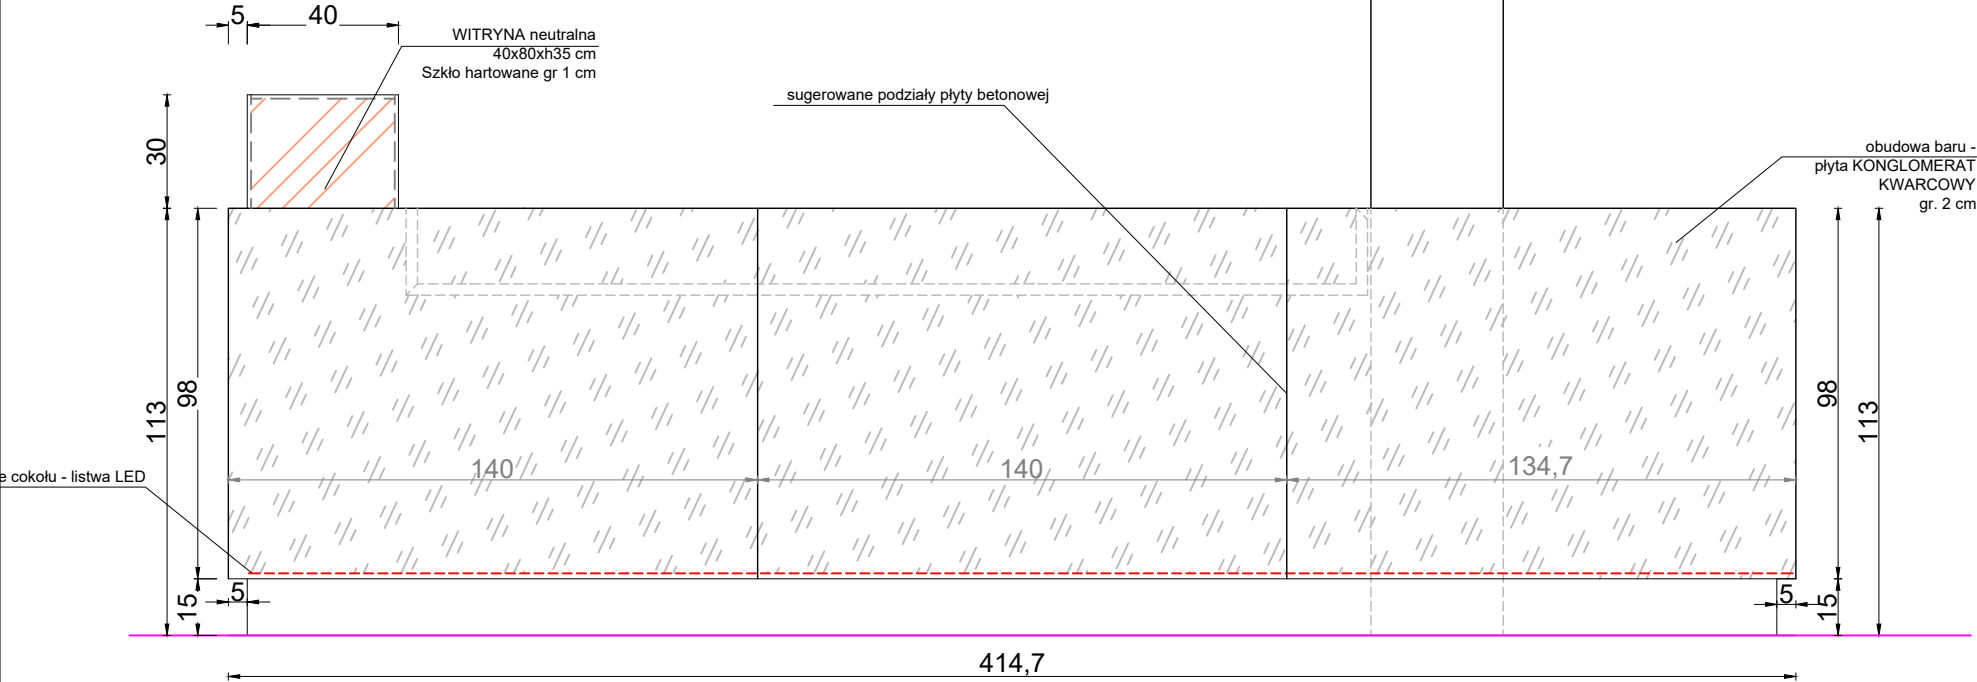 5
40
WITRYNA neutralna
40x80xh35 cm
Szkło hartowane gr 1 cm
sugerowane podziały płyty betonowej
30
obudowa baru -
płyta KONGLOMERAT
KWARCOWY
gr. 2 cm
113
98
98
113
140
140
134,7
e cokołu - listwa LED
5
15
5
15
414,7